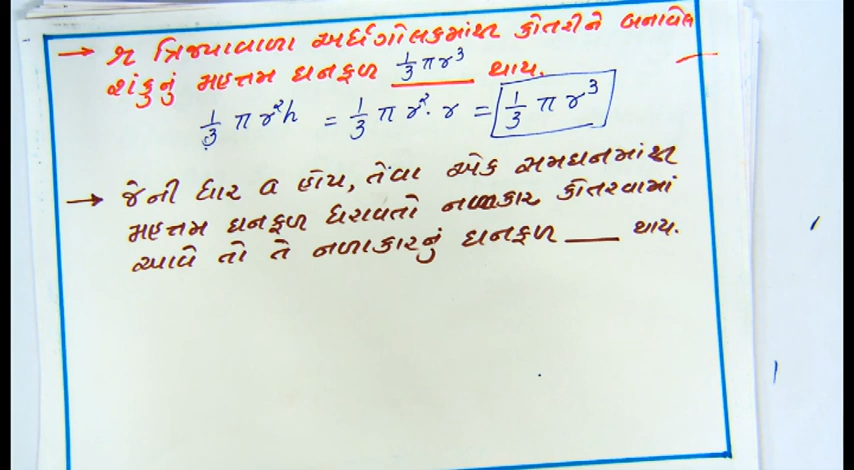 → r ત્રિજ્યાવાળા અર્ધગોલકમાંથી કોતરીને બનાવેલ
શંકુનું મહત્તમ ઘનફળ 1/3 πr³ થાય.
1/3 πr²h = 1/3 πr². r = 1/3 πr³
→ જેની ધાર a હોય, તેવા એક સમઘનમાંથી
મહત્તમ ઘનફળ ધરાવતો નળાકાર કોતરવામાં
આવે તો તે નળાકારનું ઘનફળ ___ થાય.